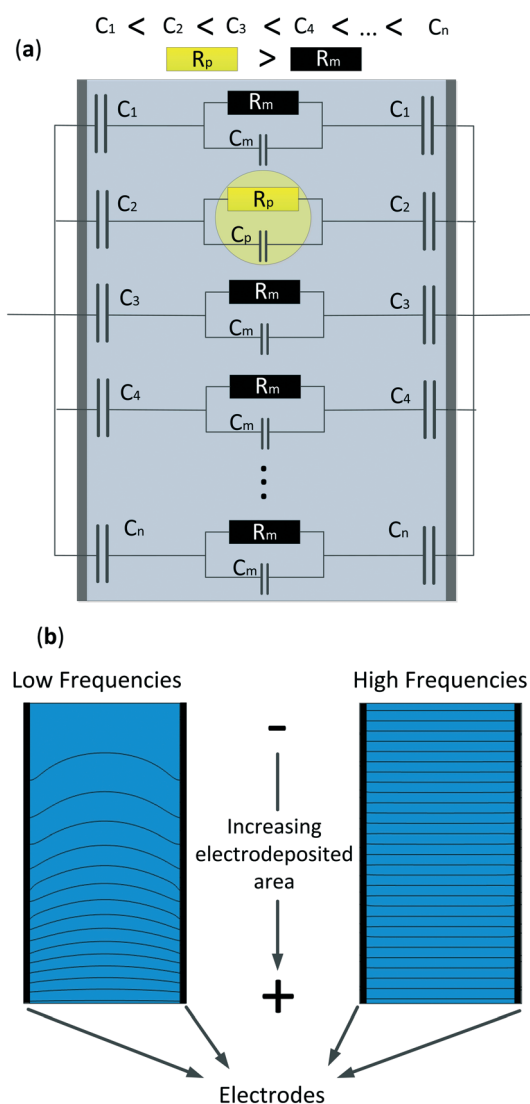 C1 < C2 < C3 < C4 < ... < Cn
(a)
Rp > Rm
C1 Rm C1
Cm
C2 Rp C2
Cp
C3 Rm C3
Cm
C4 Rm C4
Cm
⋮
Cn Rm Cn
Cm
(b)
Low Frequencies High Frequencies
-
Increasing
electrodeposited
area
+
Electrodes